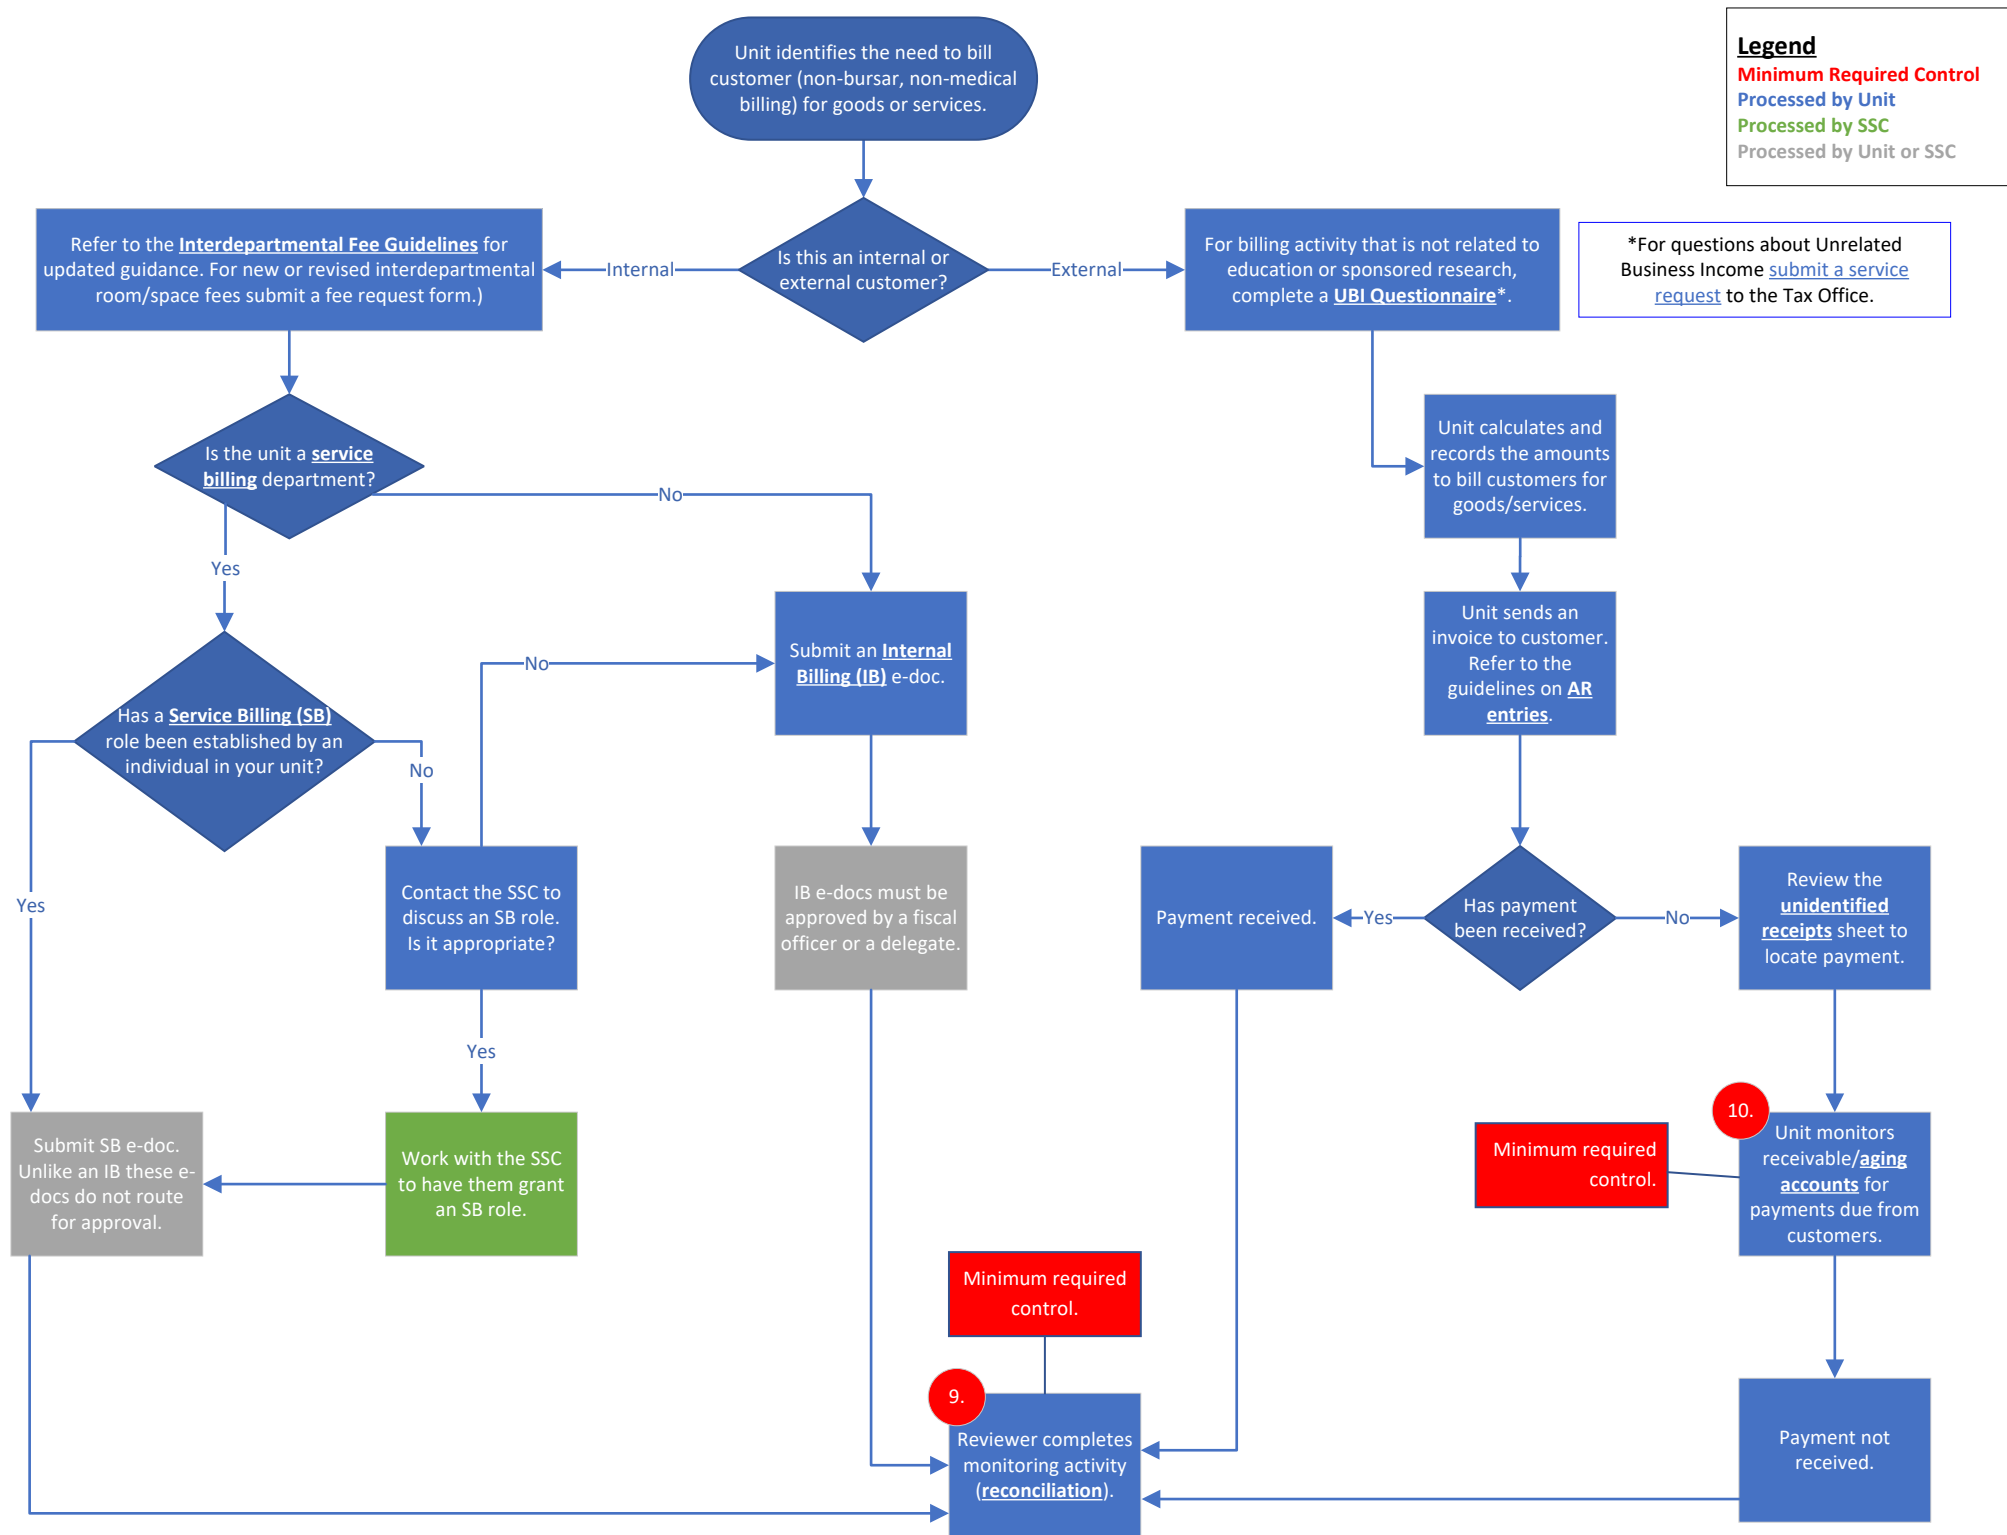 Unit identifies the need to bill
customer (non-bursar, non-medical
billing) for goods or services.
Legend
Minimum Required Control
Processed by Unit
Processed by SSC
Processed by Unit or SSC
Refer to the Interdepartmental Fee Guidelines for
updated guidance. For new or revised interdepartmental
room/space fees submit a fee request form.)
Internal
Is this an internal or
external customer?
External
For billing activity that is not related to
education or sponsored research,
complete a UBI Questionnaire*.
*For questions about Unrelated
Business Income submit a service
request to the Tax Office.
Is the unit a service
billing department?
No
Yes
Unit calculates and
records the amounts
to bill customers for
goods/services.
Has a Service Billing (SB)
role been established by an
individual in your unit?
No
Yes
No
Submit an Internal
Billing (IB) e-doc.
Unit sends an
invoice to customer.
Refer to the
guidelines on AR
entries.
Contact the SSC to
discuss an SB role.
Is it appropriate?
Yes
IB e-docs must be
approved by a fiscal
officer or a delegate.
Payment received.
Yes
Has payment
been received?
No
Review the
unidentified
receipts sheet to
locate payment.
Submit SB e-doc.
Unlike an IB these e-
docs do not route
for approval.
Work with the SSC
to have them grant
an SB role.
Minimum required
control.
10.
Unit monitors
receivable/aging
accounts for
payments due from
customers.
Minimum required
control.
9.
Reviewer completes
monitoring activity
(reconciliation).
Payment not
received.